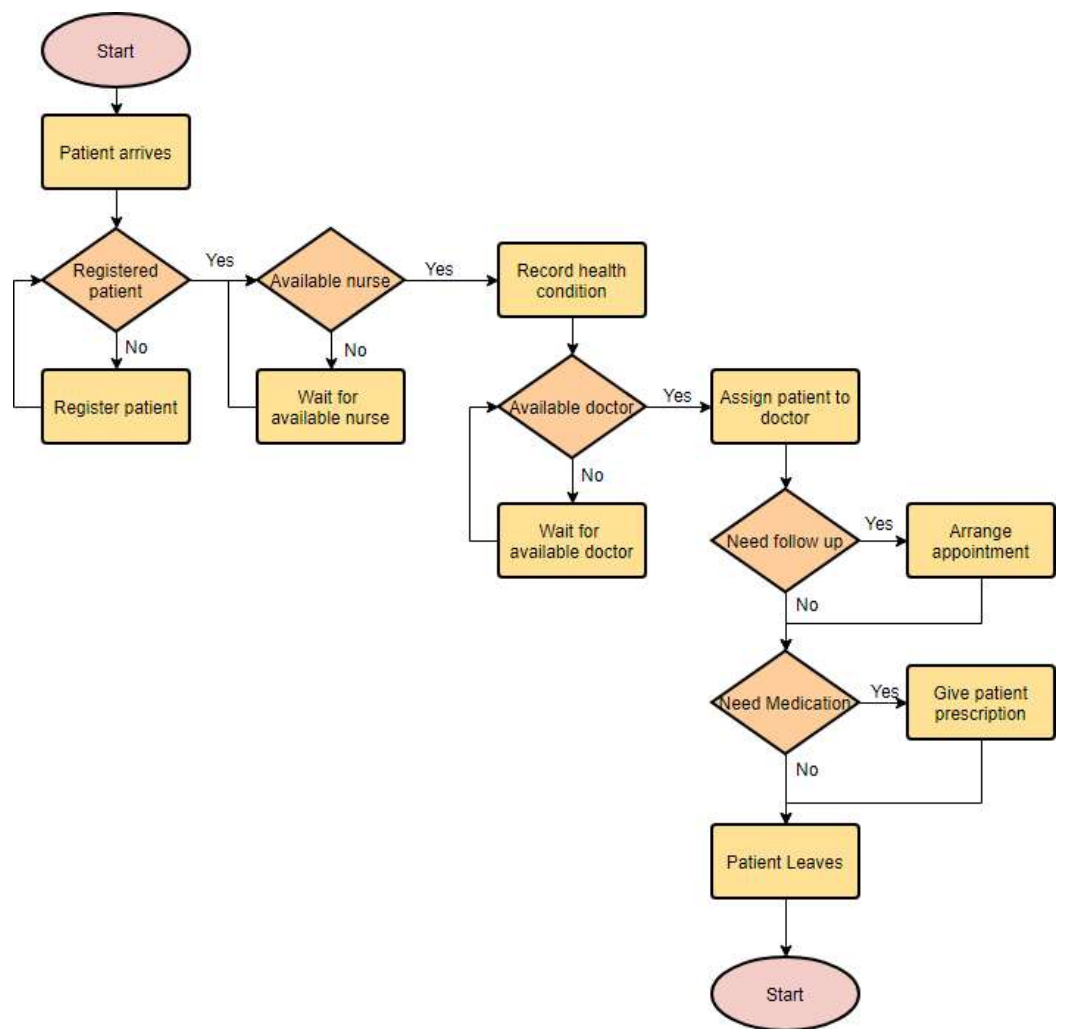 Start
Patient arrives
Registered
patient
Yes
No
Register patient
Available nurse
Yes
No
Wait for
available nurse
Record health
condition
Available doctor
Yes
No
Wait for
available doctor
Assign patient to
doctor
Need follow up
Yes
Arrange
appointment
No
Need Medication
Yes
Give patient
prescription
No
Patient Leaves
Start